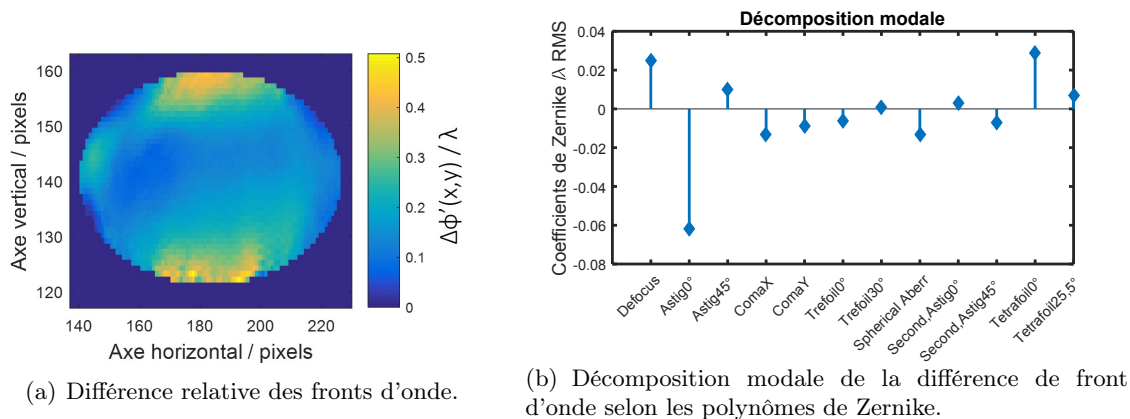 160
150
140
130
120
Axe vertical / pixels
140 160 180 200 220
Axe horizontal / pixels
0.5
0.4
0.3
0.2
0.1
0
Δϕ'(x,y) / λ
(a) Différence relative des fronts d'onde.
Décomposition modale
0.04
0.02
0
-0.02
-0.04
-0.06
-0.08
Coefficients de Zernike λ RMS
Defocus
Astig0°
Astig45°
ComaX
ComaY
Trefoil0°
Trefoil30°
Spherical Aberr
Second,Astig0°
Second,Astig45°
Tetrafoil0°
Tetrafoil25,5°
(b) Décomposition modale de la différence de front
d'onde selon les polynômes de Zernike.